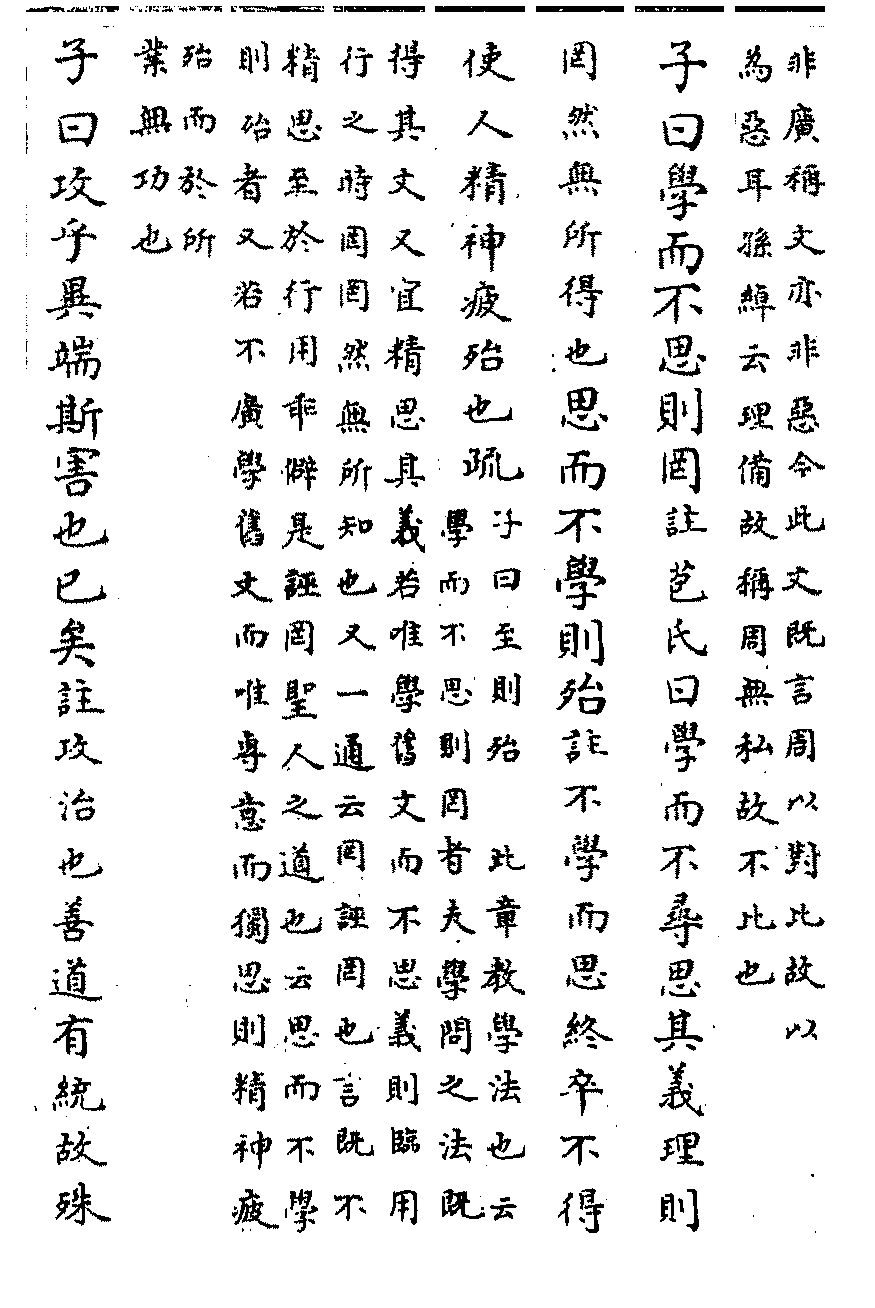 非廣稱文亦非惡今此文既言周以對比故以
為惡耳孫綽云理備故稱周無私故不比也
子曰學而不思則罔註苞氏曰學而不尋思其義理則
罔然無所得也思而不學則殆註不學而思終卒不得
使人精神疲殆也疏子曰至則殆 此章教學法也云
學而不思則罔者夫學問之法既
得其文又宜精思其義若唯學舊文而不思義則臨用
行之時罔罔然無所知也又一通云罔誣罔也言既不
精思至於行用乖僻是誣罔聖人之道也云思而不學
則殆者又若不廣學舊文而唯專意而獨思則精神疲
殆而於所
業無功也
子曰攻乎異端斯害也已矣註攻治也善道有統故殊